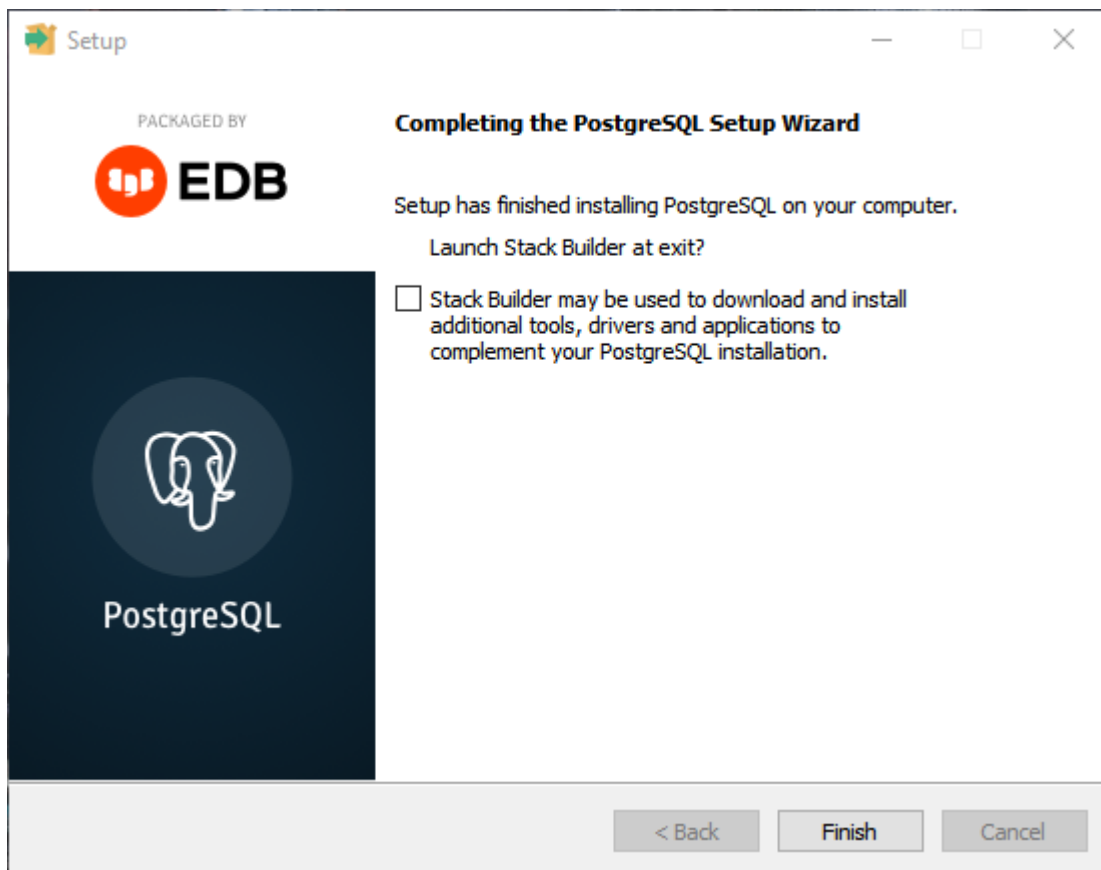 Setup
PACKAGED BY
EDB
Completing the PostgreSQL Setup Wizard
Setup has finished installing PostgreSQL on your computer.
Launch Stack Builder at exit?
Stack Builder may be used to download and install
additional tools, drivers and applications to
complement your PostgreSQL installation.
PostgreSQL
< Back
Finish
Cancel